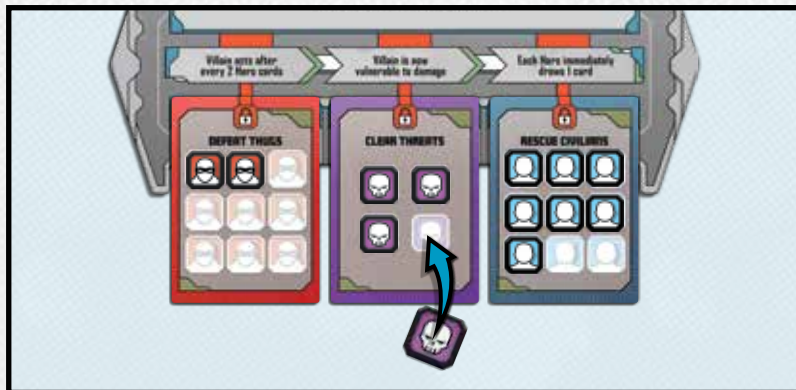 Villain acts after
every 2 Hero cards
Villain is now
vulnerable to damage
Each Hero immediately
draws 1 card
DEFEAT THUGS
CLEAR THREATS
RESCUE CIVILIANS